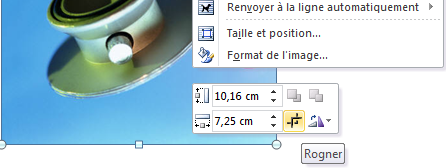 Renvoyer à la ligne automatiquement
Taille et position...
Format de l'image...
10,16 cm
7,25 cm
Rogner